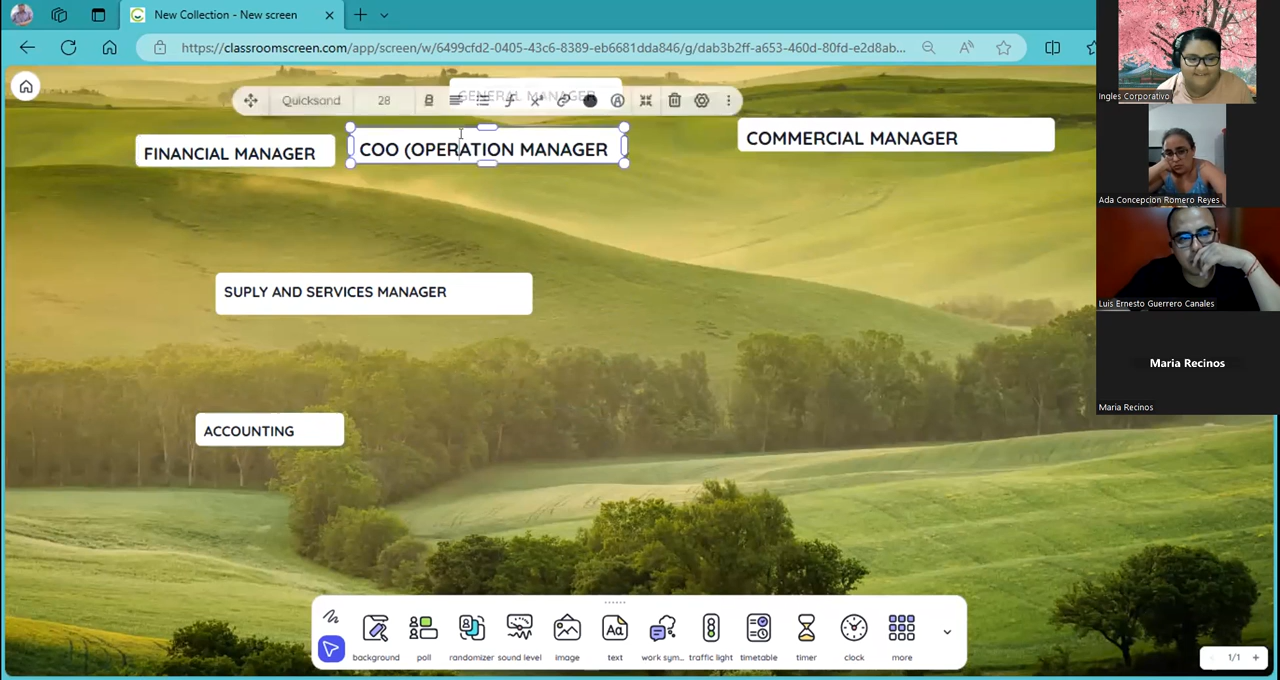 New Collection - New screen
https://classroomscreen.com/app/screen/w/6499cfd2-0405-43c6-8389-eb6681dda846/g/dab3b2ff-a653-460d-80fd-e2d8ab...
GENERAL MANAGER
Quicksand
28
FINANCIAL MANAGER
COO (OPERATION MANAGER
COMMERCIAL MANAGER
SUPLY AND SERVICES MANAGER
ACCOUNTING
Ingles Corporativo
Ada Concepcion Romero Reyes
Luis Ernesto Guerrero Canales
Maria Recinos
Maria Recinos
background
poll
randomizer
sound level
image
Aa
text
work sym...
traffic light
timetable
timer
clock
more
1/1